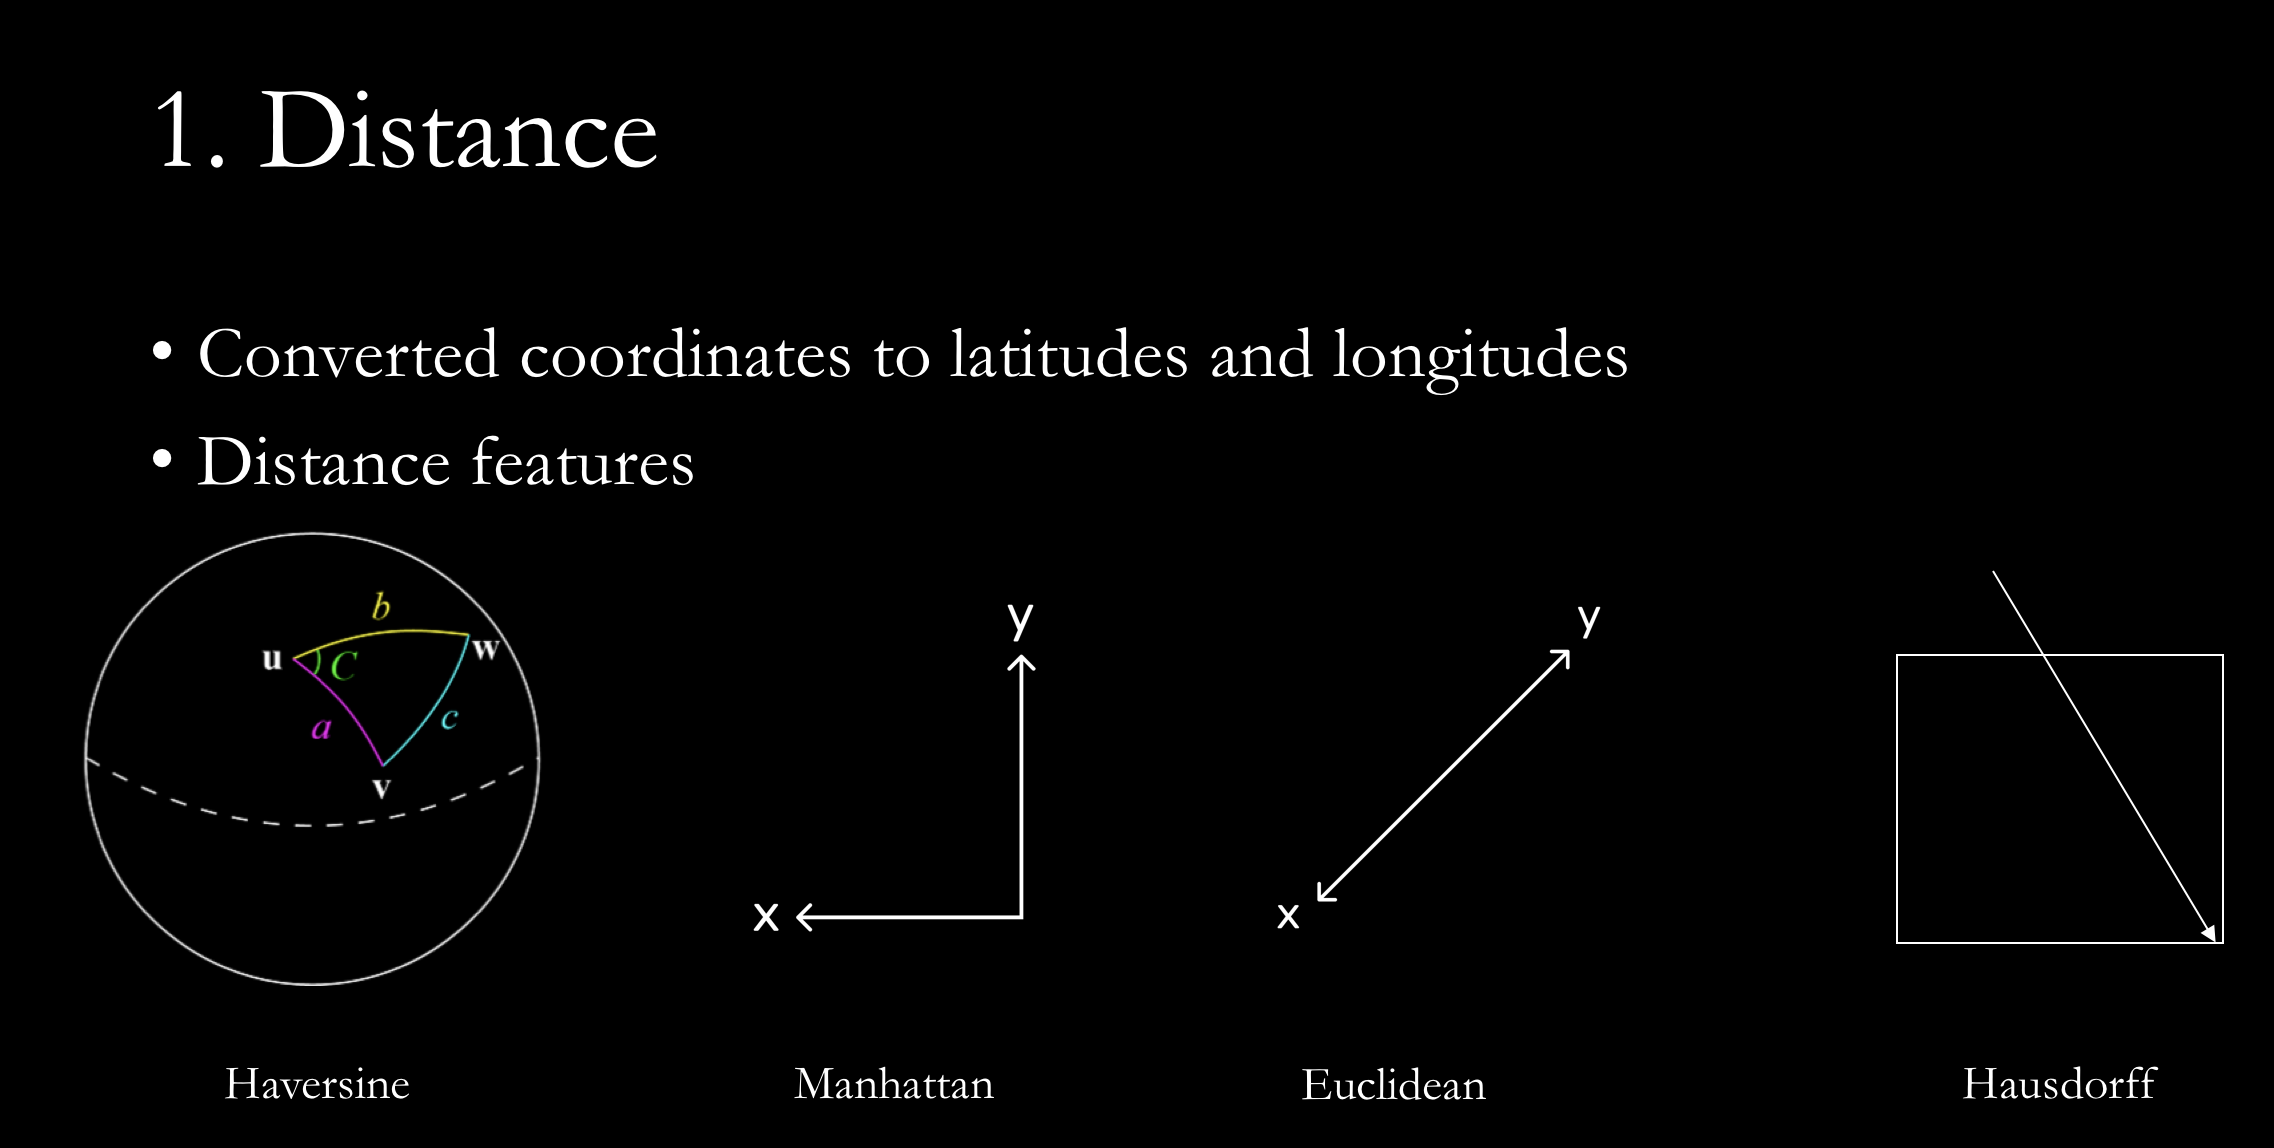 1. Distance
• Converted coordinates to latitudes and longitudes
• Distance features
b
u
C
w
a
c
v
y
x
y
x
Haversine
Manhattan
Euclidean
Hausdorff